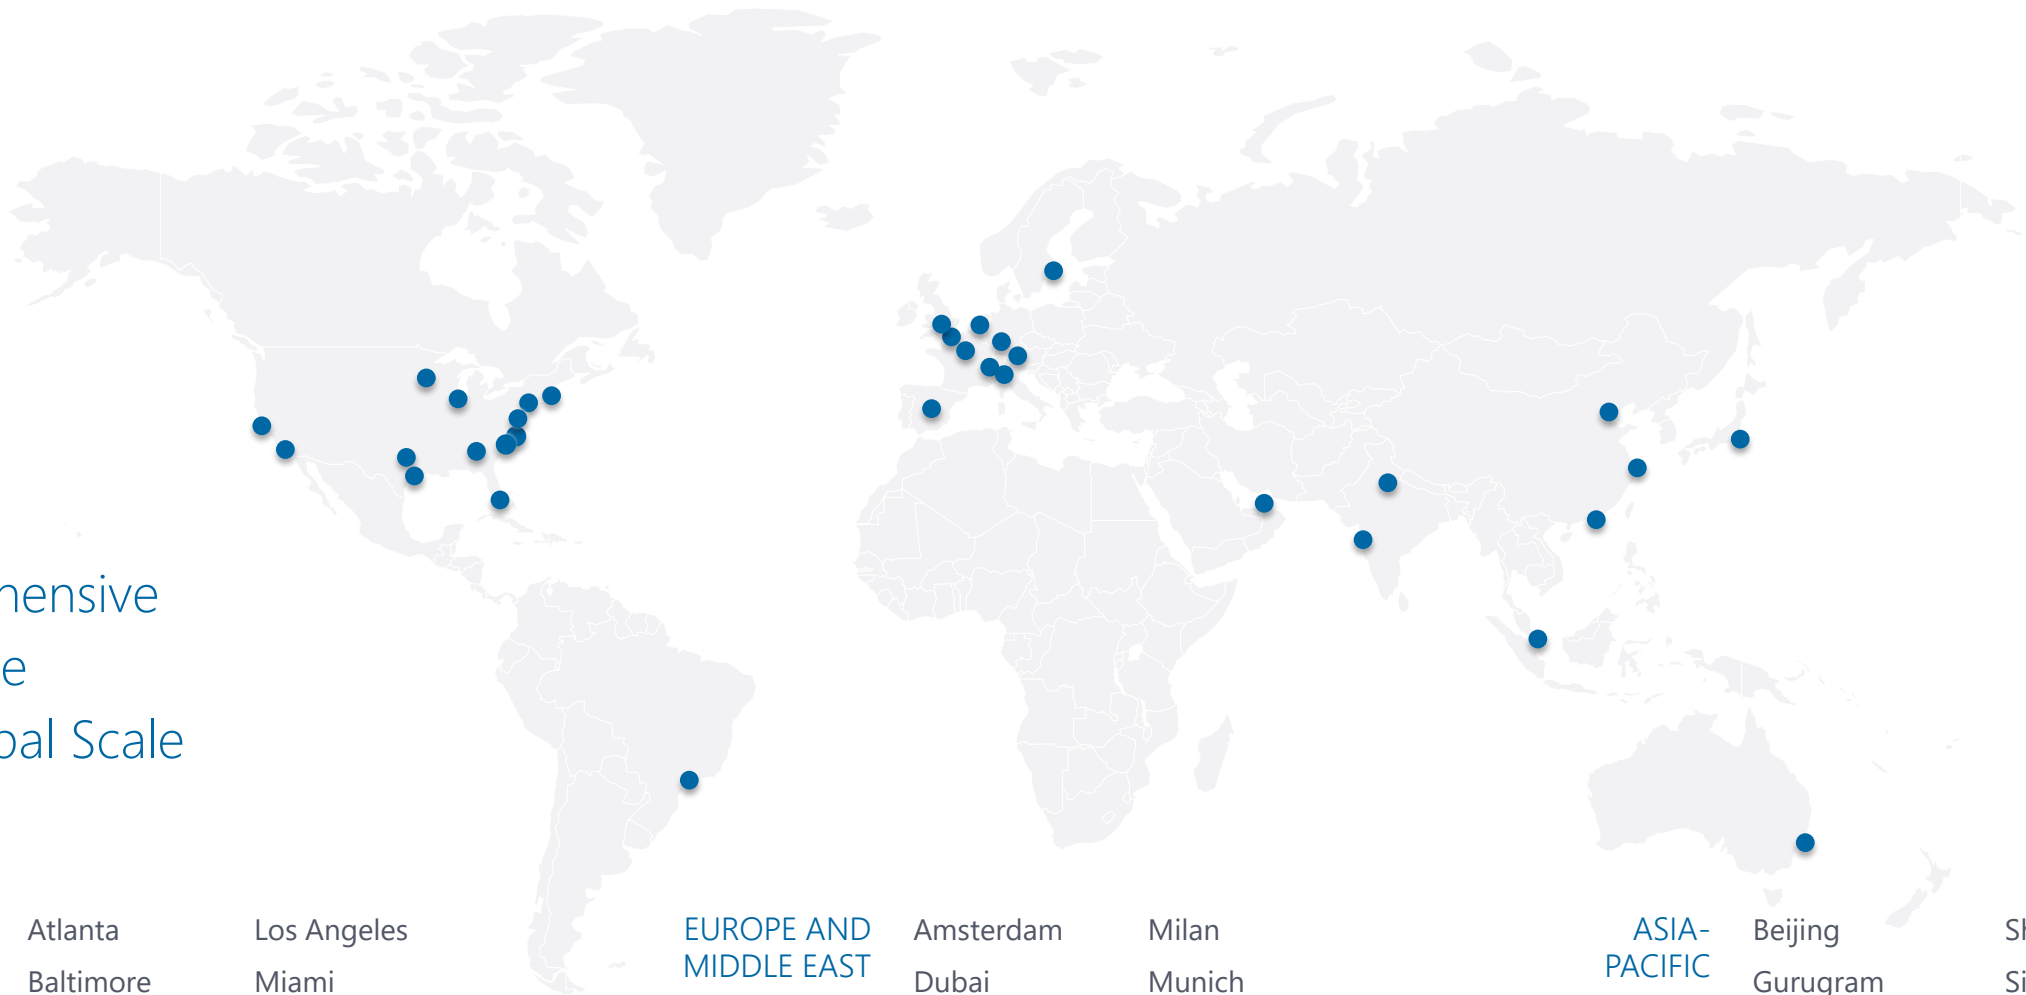 hensive
e
bal Scale
Atlanta
Baltimore
Los Angeles
Miami
EUROPE AND
MIDDLE EAST
Amsterdam
Dubai
Milan
Munich
ASIA-
PACIFIC
Beijing
Gurugram